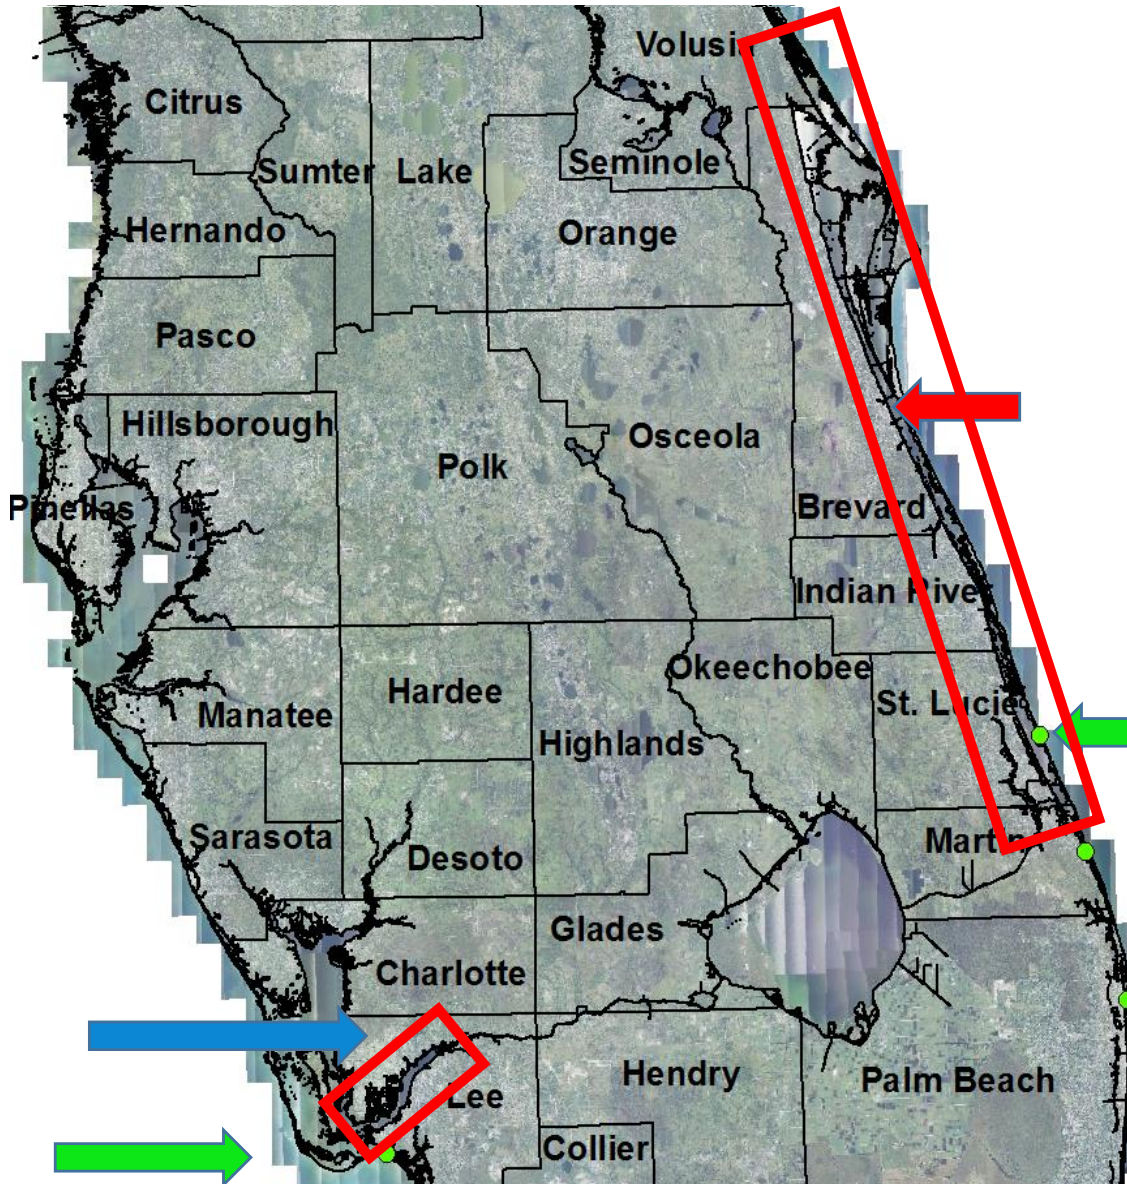 Volusia
Citrus
Sumter
Lake
Seminole
Hernando
Orange
Pasco
Hillsborough
Osceola
Polk
Pinellas
Brevard
Indian River
Okeechobee
Hardee
St. Lucie
Manatee
Highlands
Sarasota
Desoto
Martin
Glades
Charlotte
Hendry
Palm Beach
Lee
Collier